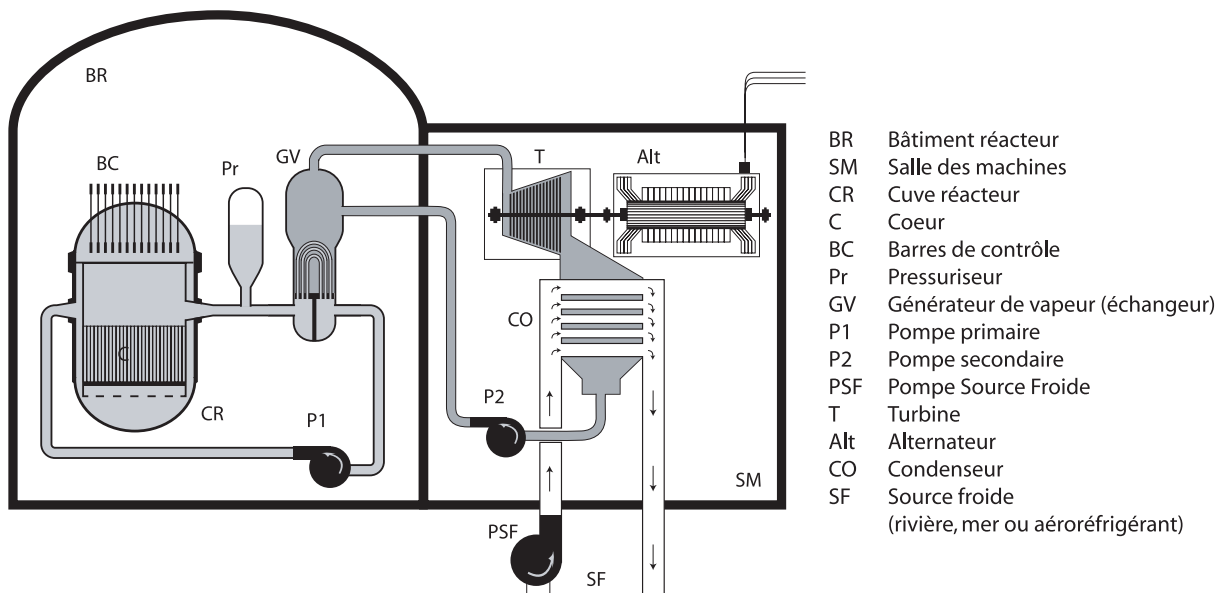 BR
BC
Pr
GV
T
Alt
CO
C
CR
P1
P2
SM
PSF
SF
BR Bâtiment réacteur
SM Salle des machines
CR Cuve réacteur
C Coeur
BC Barres de contrôle
Pr Pressuriseur
GV Générateur de vapeur (échangeur)
P1 Pompe primaire
P2 Pompe secondaire
PSF Pompe Source Froide
T Turbine
Alt Alternateur
CO Condenseur
SF Source froide
(rivière, mer ou aéroréfrigérant)